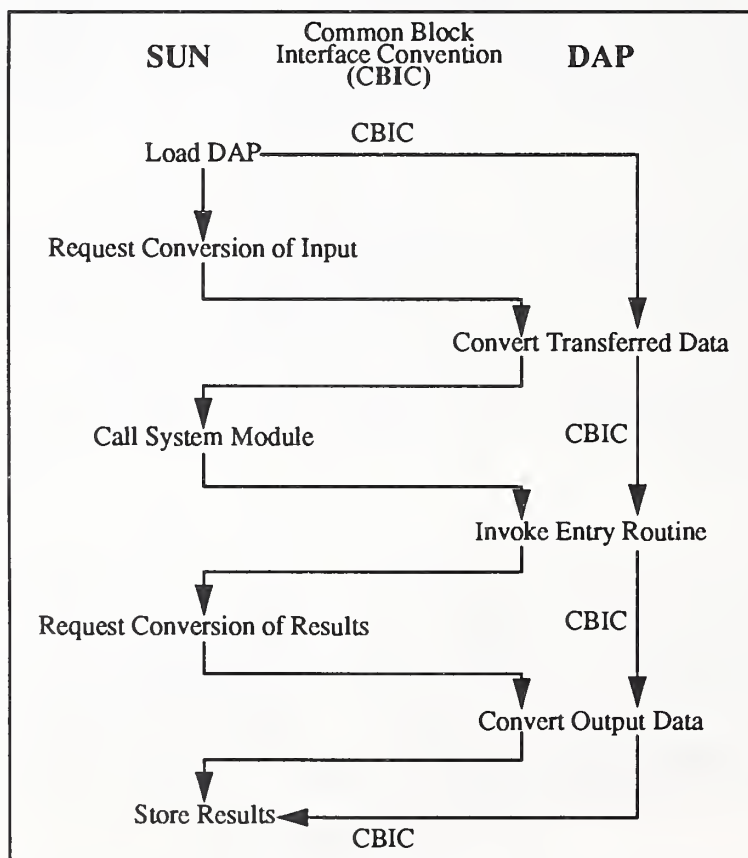 SUN
Common Block
Interface Convention
(CBIC)
DAP
CBIC
Load DAP
Request Conversion of Input
Convert Transferred Data
Call System Module
CBIC
Invoke Entry Routine
Request Conversion of Results
CBIC
Convert Output Data
Store Results
CBIC